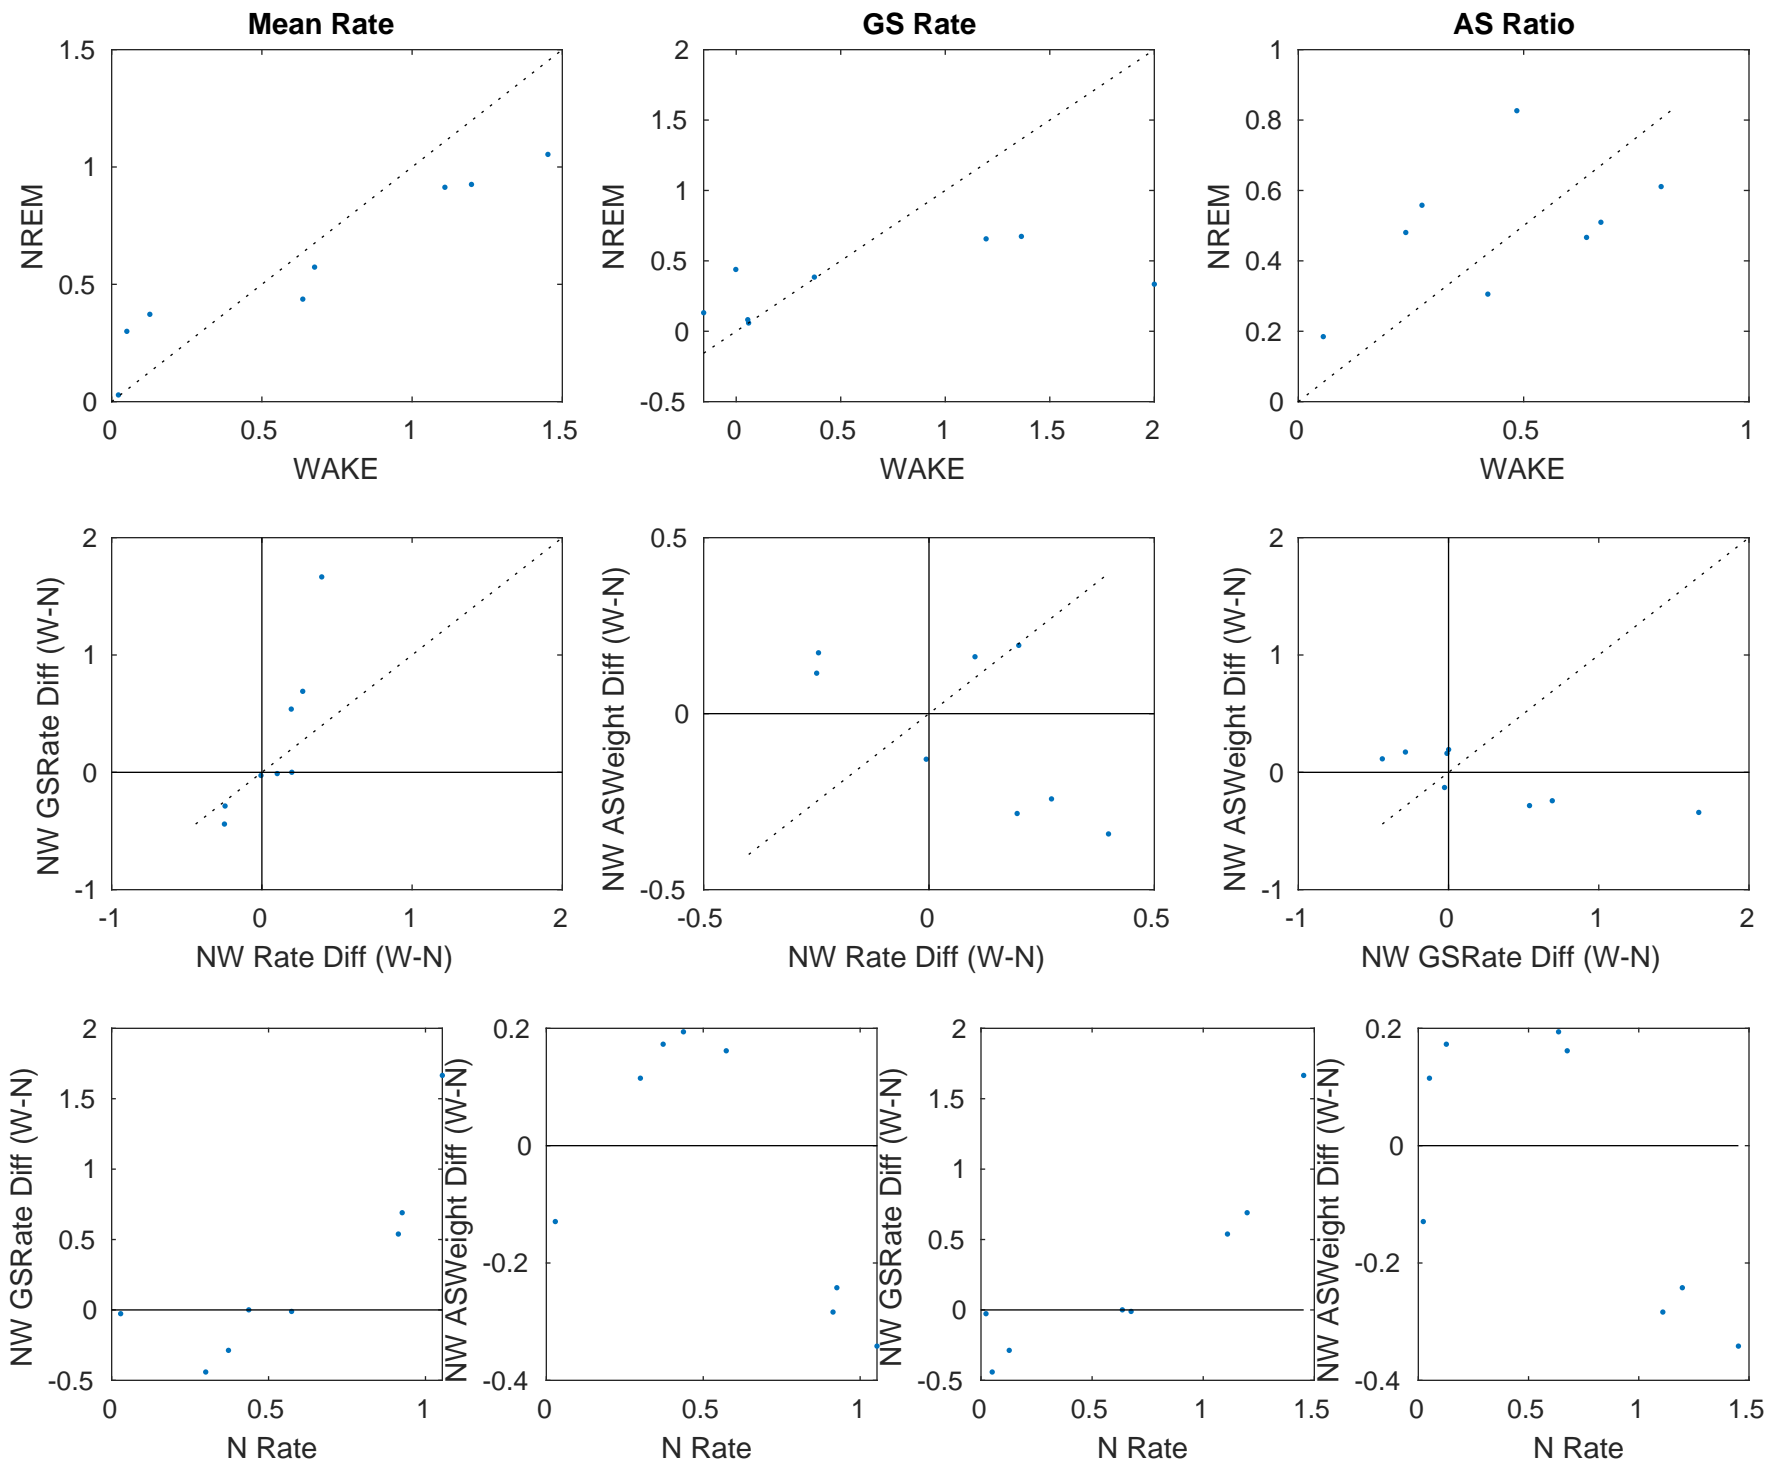 Mean Rate
GS Rate
AS Ratio
1.5
1
0.5
0
NREM
0 0.5 1 1.5
WAKE
2
1.5
1
0.5
0
-0.5
NREM
0 0.5 1 1.5 2
WAKE
1
0.8
0.6
0.4
0.2
0
NREM
0 0.5 1
WAKE
2
1
0
-1
NW GSRate Diff (W-N)
-1 0 1 2
NW Rate Diff (W-N)
0.5
0
-0.5
NW ASWeight Diff (W-N)
-0.5 0 0.5
NW Rate Diff (W-N)
2
1
0
-1
NW ASWeight Diff (W-N)
-1 0 1 2
NW GSRate Diff (W-N)
2
1.5
1
0.5
0
-0.5
NW GSRate Diff (W-N)
0 0.5 1
N Rate
0.2
0
-0.2
-0.4
NW ASWeight Diff (W-N)
0 0.5 1
N Rate
2
1.5
1
0.5
0
-0.5
NW GSRate Diff (W-N)
0 0.5 1 1.5
N Rate
0.2
0
-0.2
-0.4
NW ASWeight Diff (W-N)
0 0.5 1 1.5
N Rate